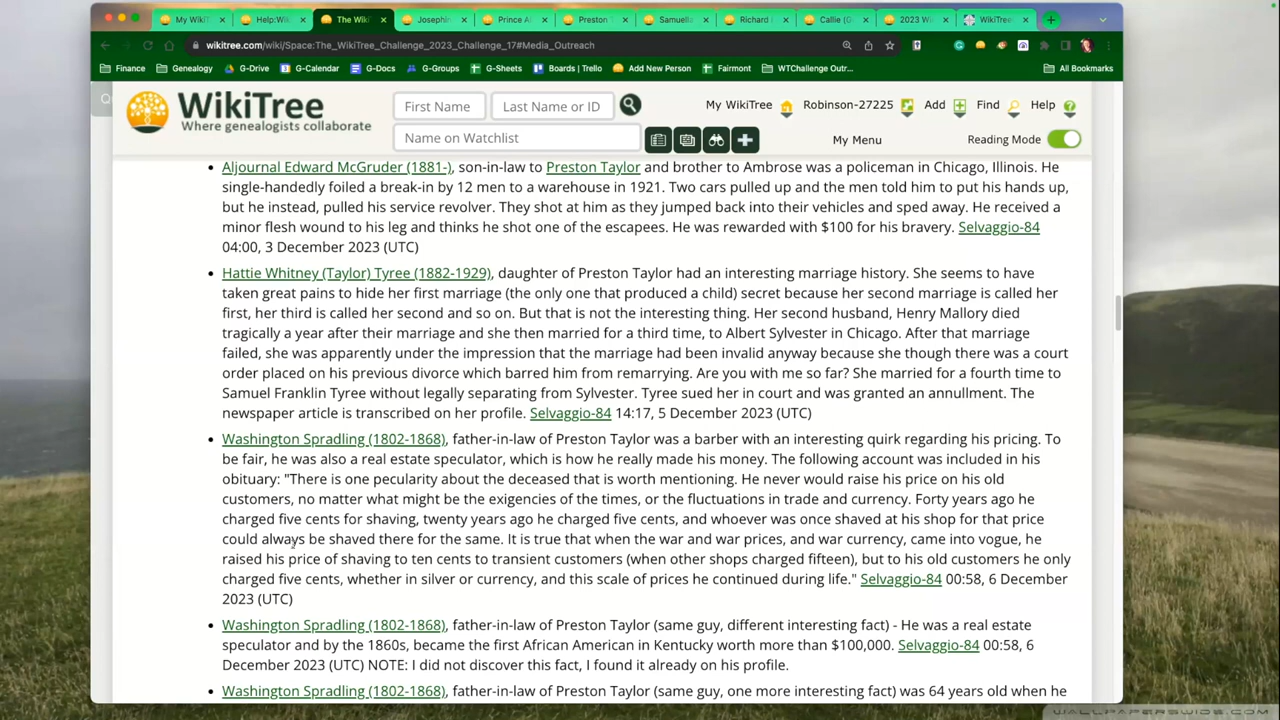 My WikiT
Help:Wik
The Wiki
Josephin
Prince A
Preston T
Samuella
Richard
Callie (G
2023 Wi
WikiTree
wikitree.com/wiki/Space:The_WikiTree_Challenge_2023_Challenge_17#Media_Outreach
Finance
Genealogy
G-Drive
G-Calendar
G-Docs
G-Groups
G-Sheets
Boards | Trello
Add New Person
Fairmont
WTChallenge Outr...
All Bookmarks
WikiTree
Where genealogists collaborate
First Name
Last Name or ID
Name on Watchlist
My WikiTree
Robinson-27225
Add
Find
Help
My Menu
Reading Mode
Aljournal Edward McGruder (1881-), son-in-law to Preston Taylor and brother to Ambrose was a policeman in Chicago, Illinois. He
single-handedly foiled a break-in by 12 men to a warehouse in 1921. Two cars pulled up and the men told him to put his hands up,
but he instead, pulled his service revolver. They shot at him as they jumped back into their vehicles and sped away. He received a
minor flesh wound to his leg and thinks he shot one of the escapees. He was rewarded with $100 for his bravery. Selvaggio-84
04:00, 3 December 2023 (UTC)
Hattie Whitney (Taylor) Tyree (1882-1929), daughter of Preston Taylor had an interesting marriage history. She seems to have
taken great pains to hide her first marriage (the only one that produced a child) secret because her second marriage is called her
first, her third is called her second and so on. But that is not the interesting thing. Her second husband, Henry Mallory died
tragically a year after their marriage and she then married for a third time, to Albert Sylvester in Chicago. After that marriage
failed, she was apparently under the impression that the marriage had been invalid anyway because she though there was a court
order placed on his previous divorce which barred him from remarrying. Are you with me so far? She married for a fourth time to
Samuel Franklin Tyree without legally separating from Sylvester. Tyree sued her in court and was granted an annullment. The
newspaper article is transcribed on her profile. Selvaggio-84 14:17, 5 December 2023 (UTC)
Washington Spradling (1802-1868), father-in-law of Preston Taylor was a barber with an interesting quirk regarding his pricing. To
be fair, he was also a real estate speculator, which is how he really made his money. The following account was included in his
obituary: "There is one pecularity about the deceased that is worth mentioning. He never would raise his price on his old
customers, no matter what might be the exigencies of the times, or the fluctuations in trade and currency. Forty years ago he
charged five cents for shaving, twenty years ago he charged five cents, and whoever was once shaved at his shop for that price
could always be shaved there for the same. It is true that when the war and war prices, and war currency, came into vogue, he
raised his price of shaving to ten cents to transient customers (when other shops charged fifteen), but to his old customers he only
charged five cents, whether in silver or currency, and this scale of prices he continued during life." Selvaggio-84 00:58, 6 December
2023 (UTC)
Washington Spradling (1802-1868), father-in-law of Preston Taylor (same guy, different interesting fact) - He was a real estate
speculator and by the 1860s, became the first African American in Kentucky worth more than $100,000. Selvaggio-84 00:58, 6
December 2023 (UTC) NOTE: I did not discover this fact, I found it already on his profile.
Washington Spradling (1802-1868), father-in-law of Preston Taylor (same guy, one more interesting fact) was 64 years old when he
WALLPAPERSWIDE.COM